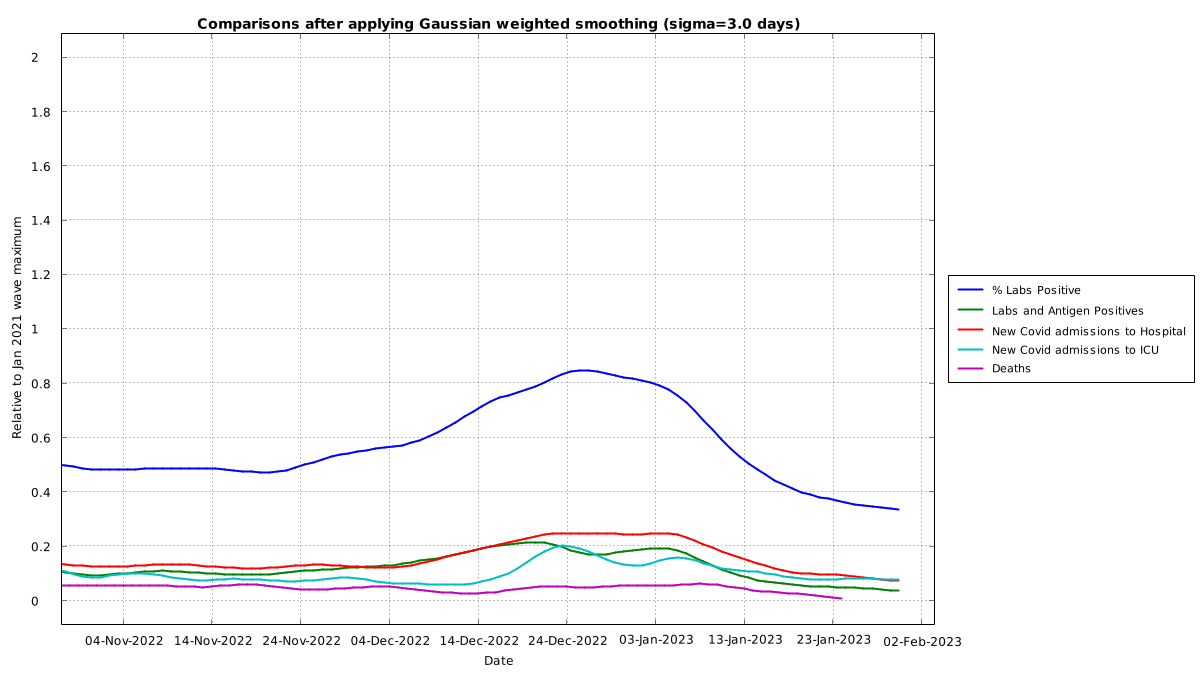 Comparisons after applying Gaussian weighted smoothing (sigma=3.0 days)
Relative to Jan 2021 wave maximum
2
1.8
1.6
1.4
1.2
1
0.8
0.6
0.4
0.2
0
04-Nov-2022 14-Nov-2022 24-Nov-2022 04-Dec-2022 14-Dec-2022 24-Dec-2022 03-Jan-2023 13-Jan-2023 23-Jan-2023 02-Feb-2023
Date
% Labs Positive
Labs and Antigen Positives
New Covid admissions to Hospital
New Covid admissions to ICU
Deaths